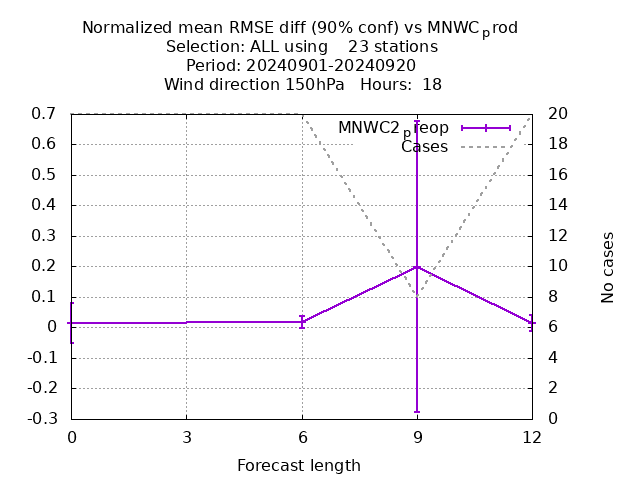 Normalized mean RMSE diff (90% conf) vs MNWC_prod
Selection: ALL using    23 stations
Period: 20240901-20240920
Wind direction 150hPa   Hours:  18
MNWC2_preop
Cases
0.7
0.6
0.5
0.4
0.3
0.2
0.1
0
-0.1
-0.2
-0.3
20
18
16
14
12
10
8
6
4
2
0
No cases
0 3 6 9 12
Forecast length